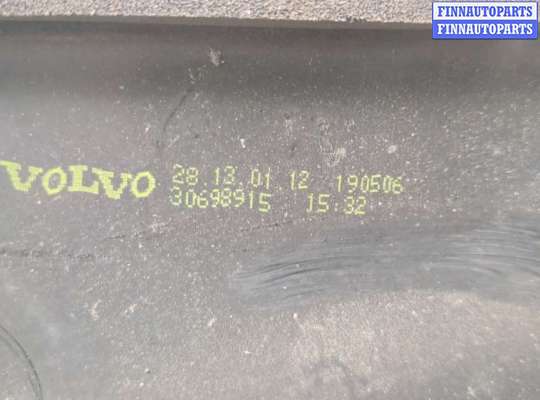 FINNAUTOPARTS
FINNAUTOPARTS
VOLVO 28 13 01 12 190506
30698915 15:32